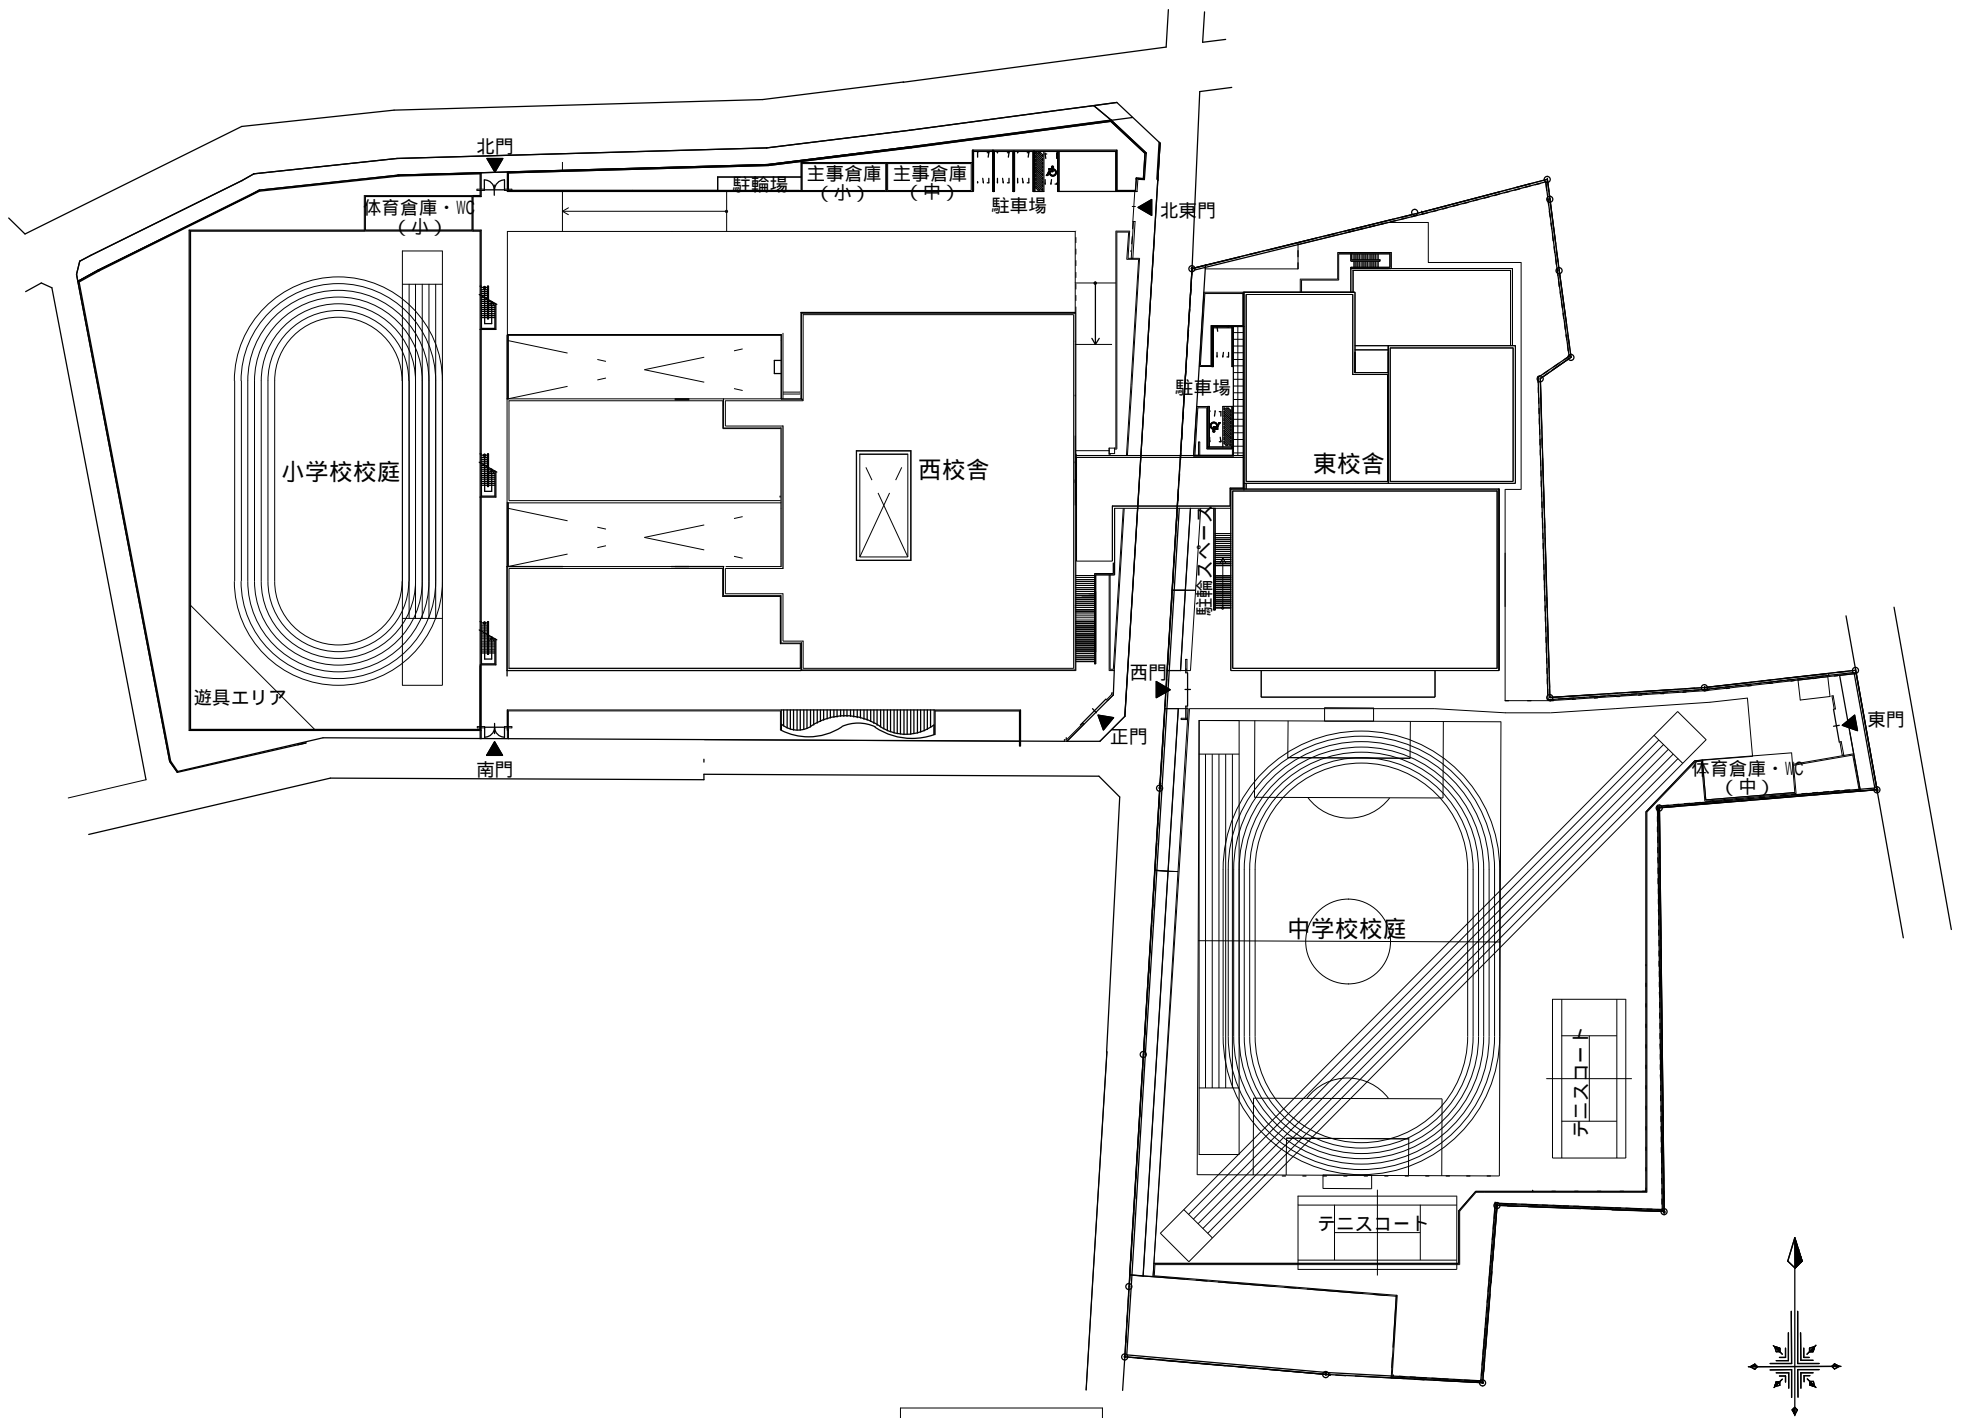 北門
体育倉庫・WC
（小）
駐輪場
主事倉庫
（小）
主事倉庫
（中）
駐車場
北東門
駐車場
小学校校庭
西校舎
東校舎
駐輪スペース
遊具エリア
西門
正門
南門
東門
体育倉庫・WC
（中）
中学校校庭
テニスコート
テニスコート